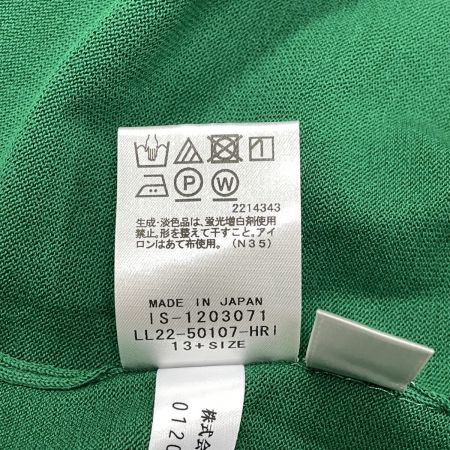 P W
2214343
生成・淡色品は、蛍光増白剤使用
禁止。形を整えて干すこと。アイ
ロンはあて布使用。（N35）
MADE IN JAPAN
IS-1203071
LL22-50107-HRI
13+SIZE
株式会
0120